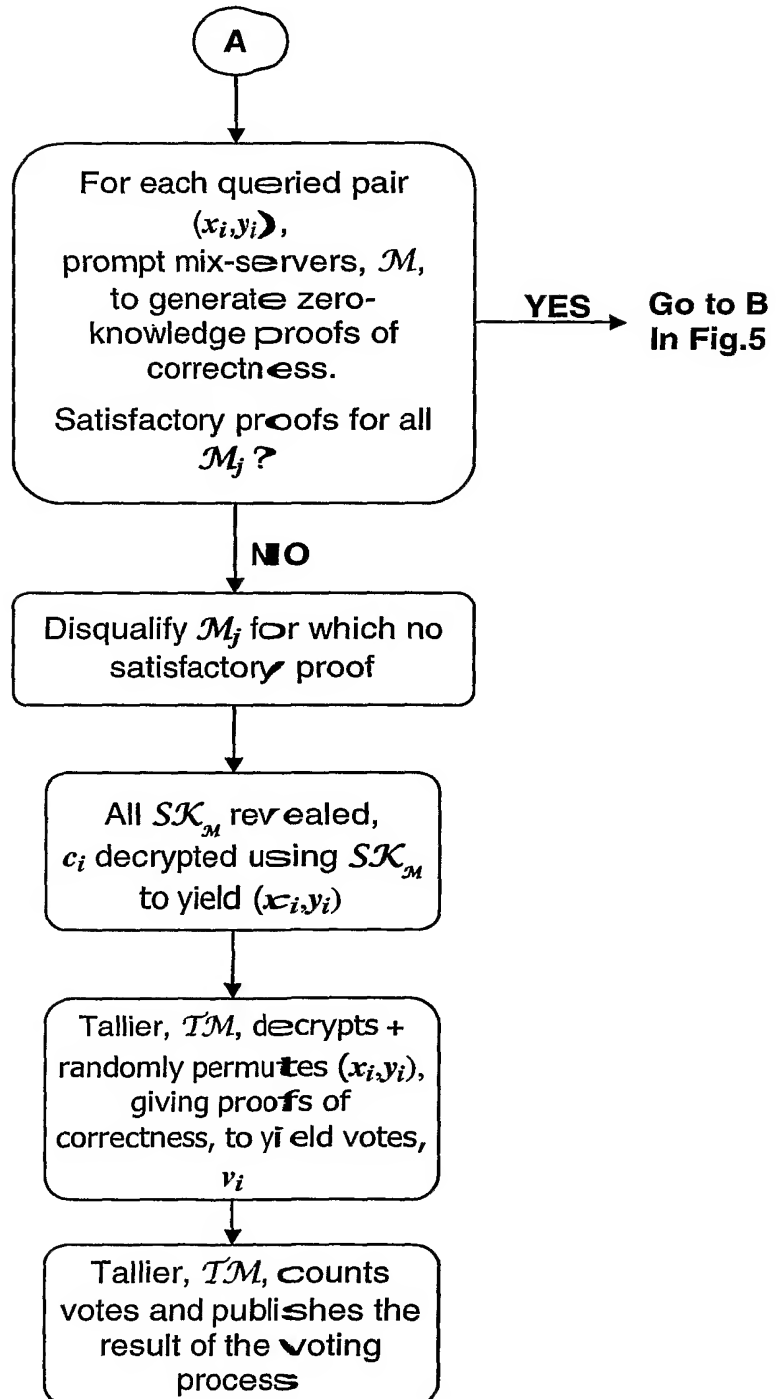 A
For each queried pair
(xᵢ,yᵢ),
prompt mix-servers, ℳ,
to generate zero-
knowledge proofs of
correctness.
Satisfactory proofs for all
ℳⱼ ?
YES
Go to B
In Fig.5
NO
Disqualify ℳⱼ for which no
satisfactory proof
All 𝒮𝒦_ℳ revealed,
cᵢ decrypted using 𝒮𝒦_ℳ
to yield (xᵢ,yᵢ)
Tallier, 𝒯ℳ, decrypts +
randomly permutes (xᵢ,yᵢ),
giving proofs of
correctness, to yield votes,
vᵢ
Tallier, 𝒯ℳ, counts
votes and publishes the
result of the voting
process